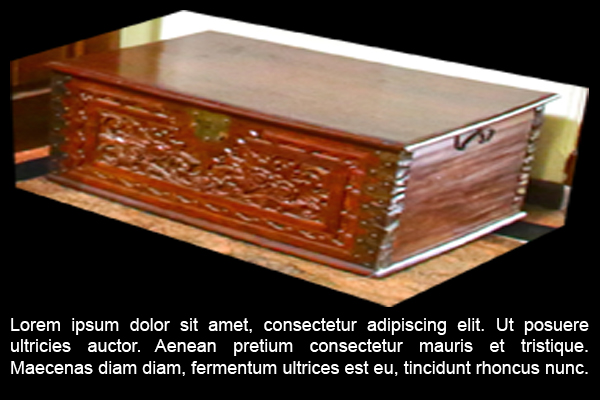 Lorem ipsum dolor sit amet, consectetur adipiscing elit. Ut posuere
ultricies auctor. Aenean pretium consectetur mauris et tristique.
Maecenas diam diam, fermentum ultrices est eu, tincidunt rhoncus nunc.